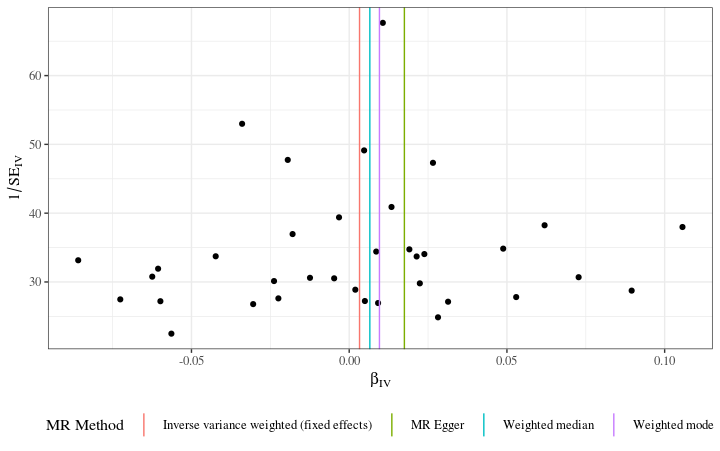 1/SE_IV
60
50
40
30
-0.05 0.00 0.05 0.10
β_IV
MR Method Inverse variance weighted (fixed effects) MR Egger Weighted median Weighted mode